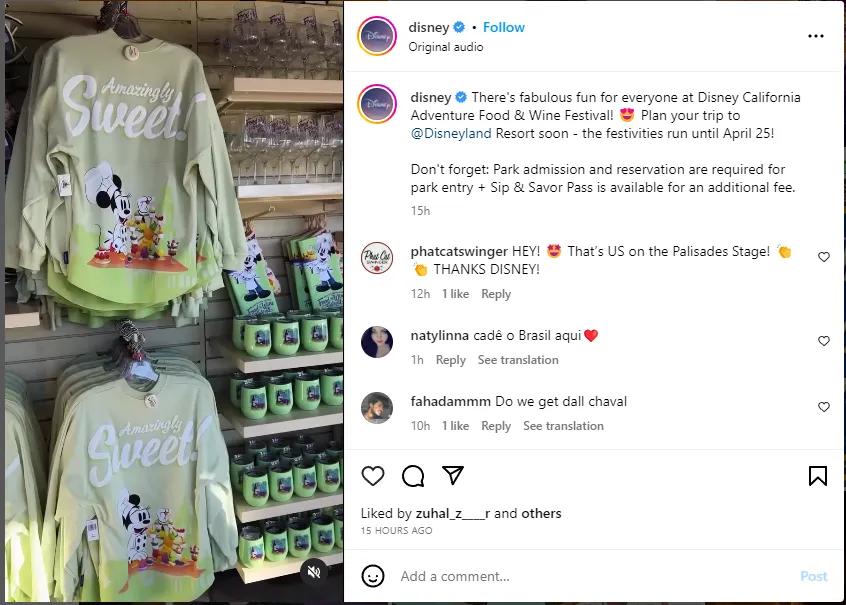 Amazingly
Sweet!
Amazingly
Sweet!
disney • Follow
Original audio
disney There's fabulous fun for everyone at Disney California
Adventure Food & Wine Festival! 😍 Plan your trip to
@Disneyland Resort soon - the festivities run until April 25!
Don't forget: Park admission and reservation are required for
park entry + Sip & Savor Pass is available for an additional fee.
15h
phatcatswinger HEY! 😍 That's US on the Palisades Stage! 👏
👏 THANKS DISNEY!
12h 1 like Reply
natylinna cadê o Brasil aqui❤️
1h Reply See translation
fahadammm Do we get dall chaval
10h 1 like Reply See translation
Liked by zuhal_z____r and others
15 HOURS AGO
Add a comment...
Post